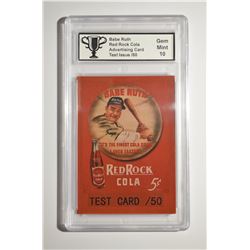 Babe Ruth
Red Rock Cola
Advertising Card
Test Issue /50
Gem
Mint
10
BABE RUTH
THE FINEST COLA
RED ROCK
COLA 5¢
TEST CARD /50